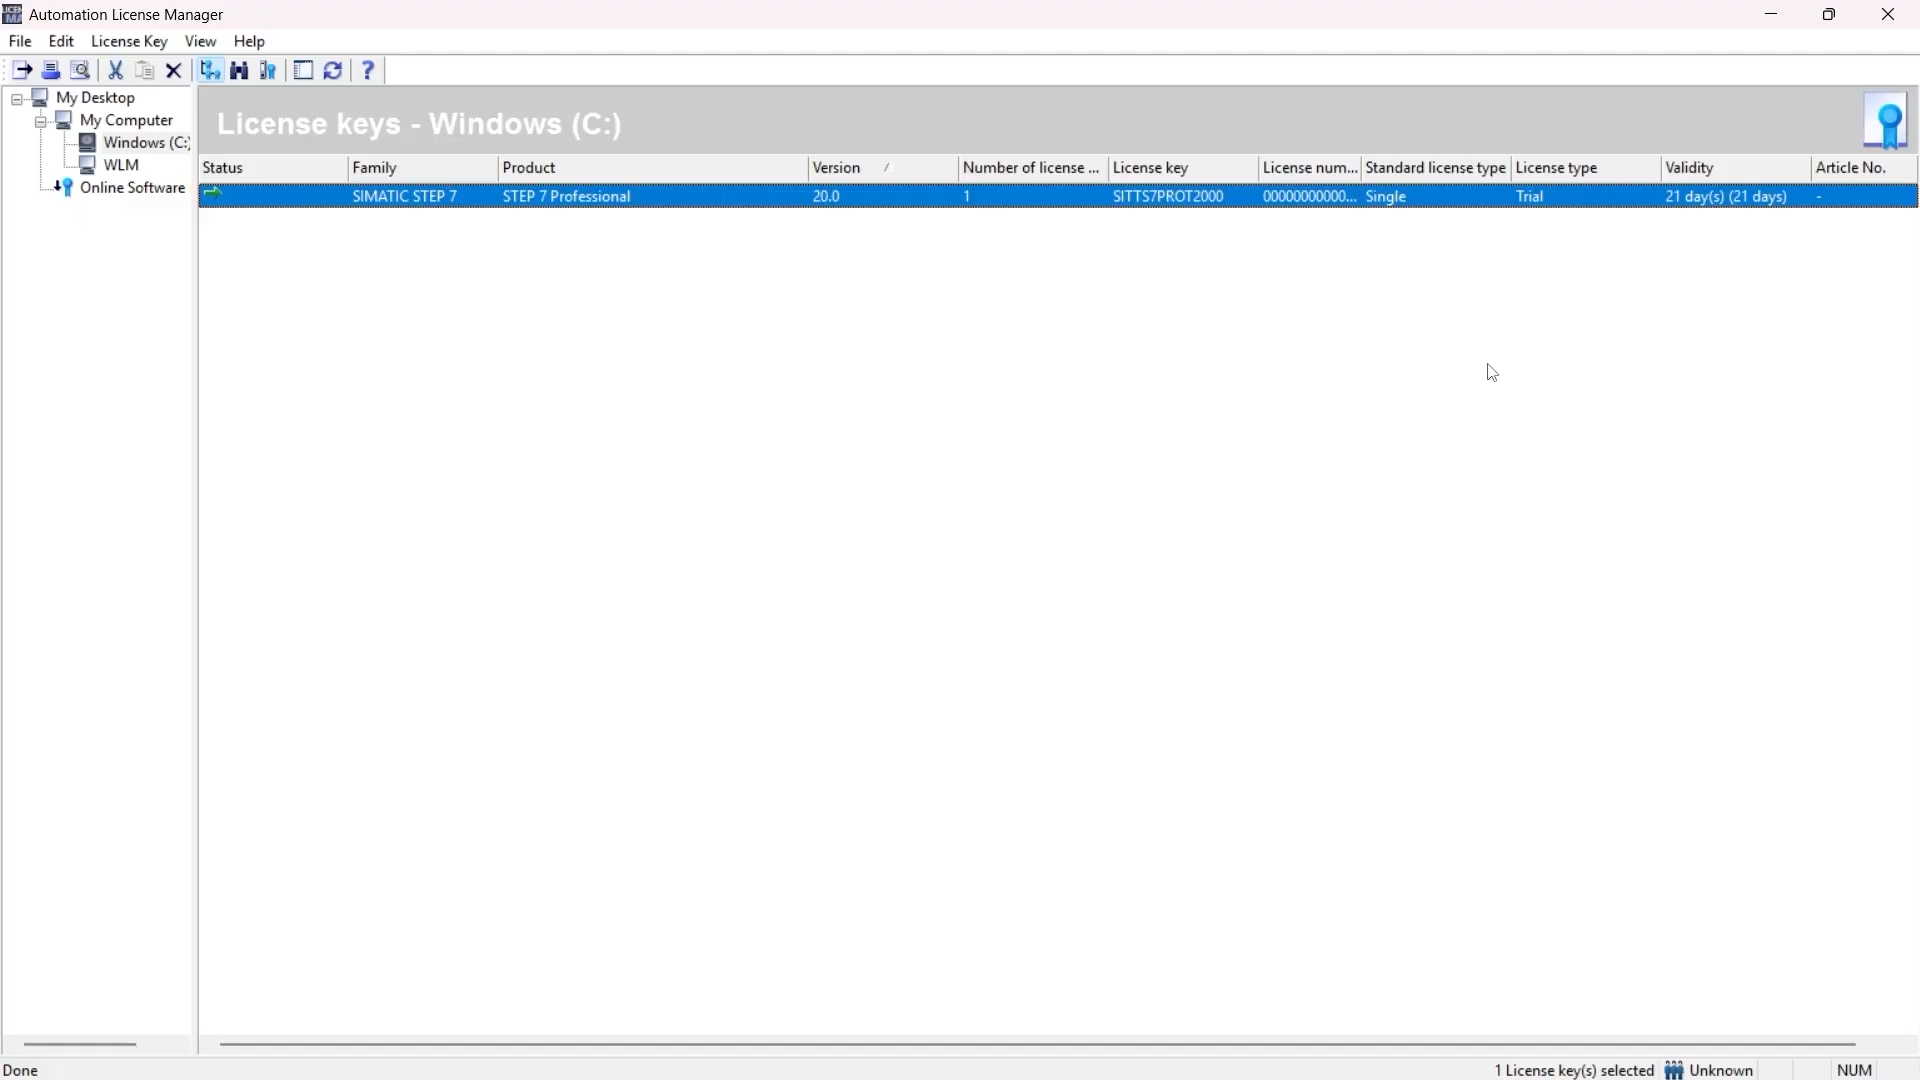 Automation License Manager
File Edit License Key View Help
My Desktop
My Computer
Windows (C:)
WLM
Online Software
License keys - Windows (C:)
Status Family Product Version Number of license ... License key License num... Standard license type License type Validity Article No.
SIMATIC STEP 7 STEP 7 Professional 20.0 1 SITTS7PROT2000 00000000000... Single Trial 21 day(s) (21 days) -
Done 1 License key(s) selected Unknown NUM